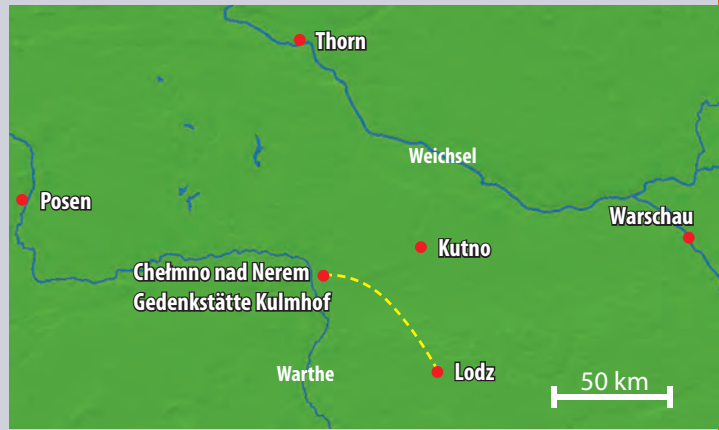 Thorn
Weichsel
Posen
Warschau
Kutno
Chełmno nad Nerem
Gedenkstätte Kulmhof
Warthe
Lodz
50 km